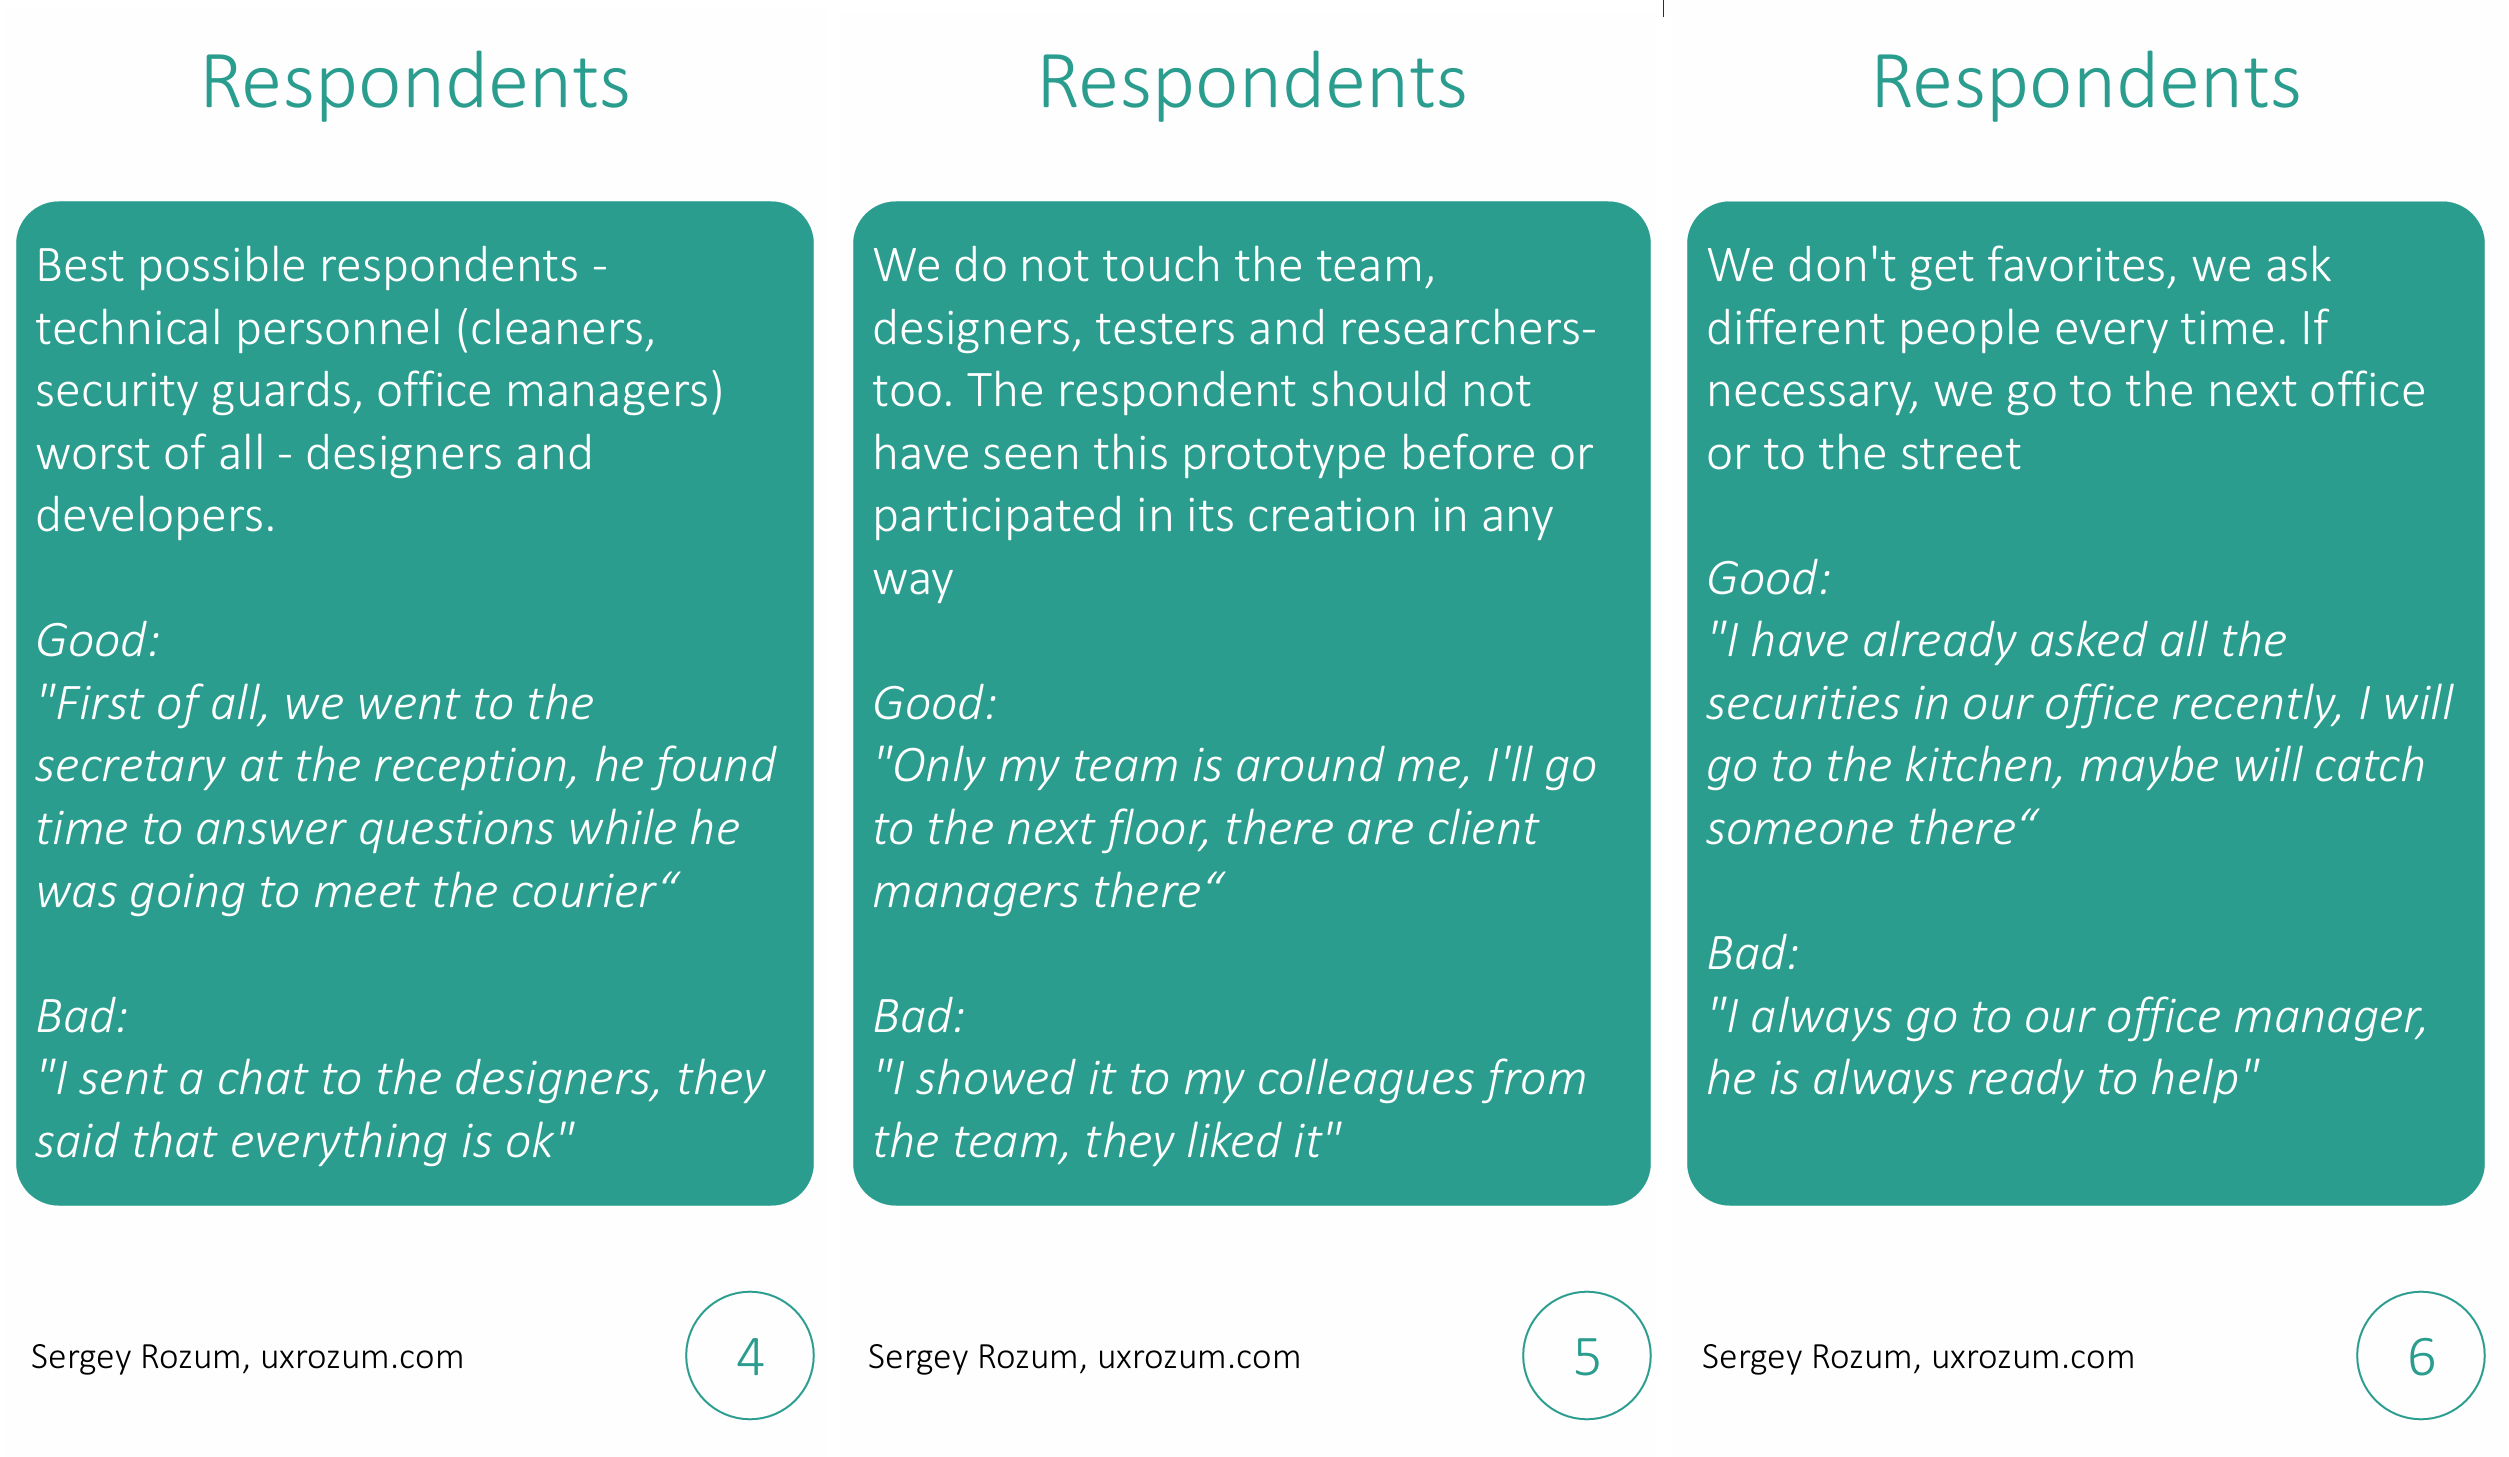 Respondents
Best possible respondents -
technical personnel (cleaners,
security guards, office managers)
worst of all - designers and
developers.
Good:
"First of all, we went to the
secretary at the reception, he found
time to answer questions while he
was going to meet the courier“
Bad:
"I sent a chat to the designers, they
said that everything is ok"
Sergey Rozum, uxrozum.com
4
Respondents
We do not touch the team,
designers, testers and researchers-
too. The respondent should not
have seen this prototype before or
participated in its creation in any
way
Good:
"Only my team is around me, I'll go
to the next floor, there are client
managers there“
Bad:
"I showed it to my colleagues from
the team, they liked it"
Sergey Rozum, uxrozum.com
5
Respondents
We don't get favorites, we ask
different people every time. If
necessary, we go to the next office
or to the street
Good:
"I have already asked all the
securities in our office recently, I will
go to the kitchen, maybe will catch
someone there“
Bad:
"I always go to our office manager,
he is always ready to help"
Sergey Rozum, uxrozum.com
6